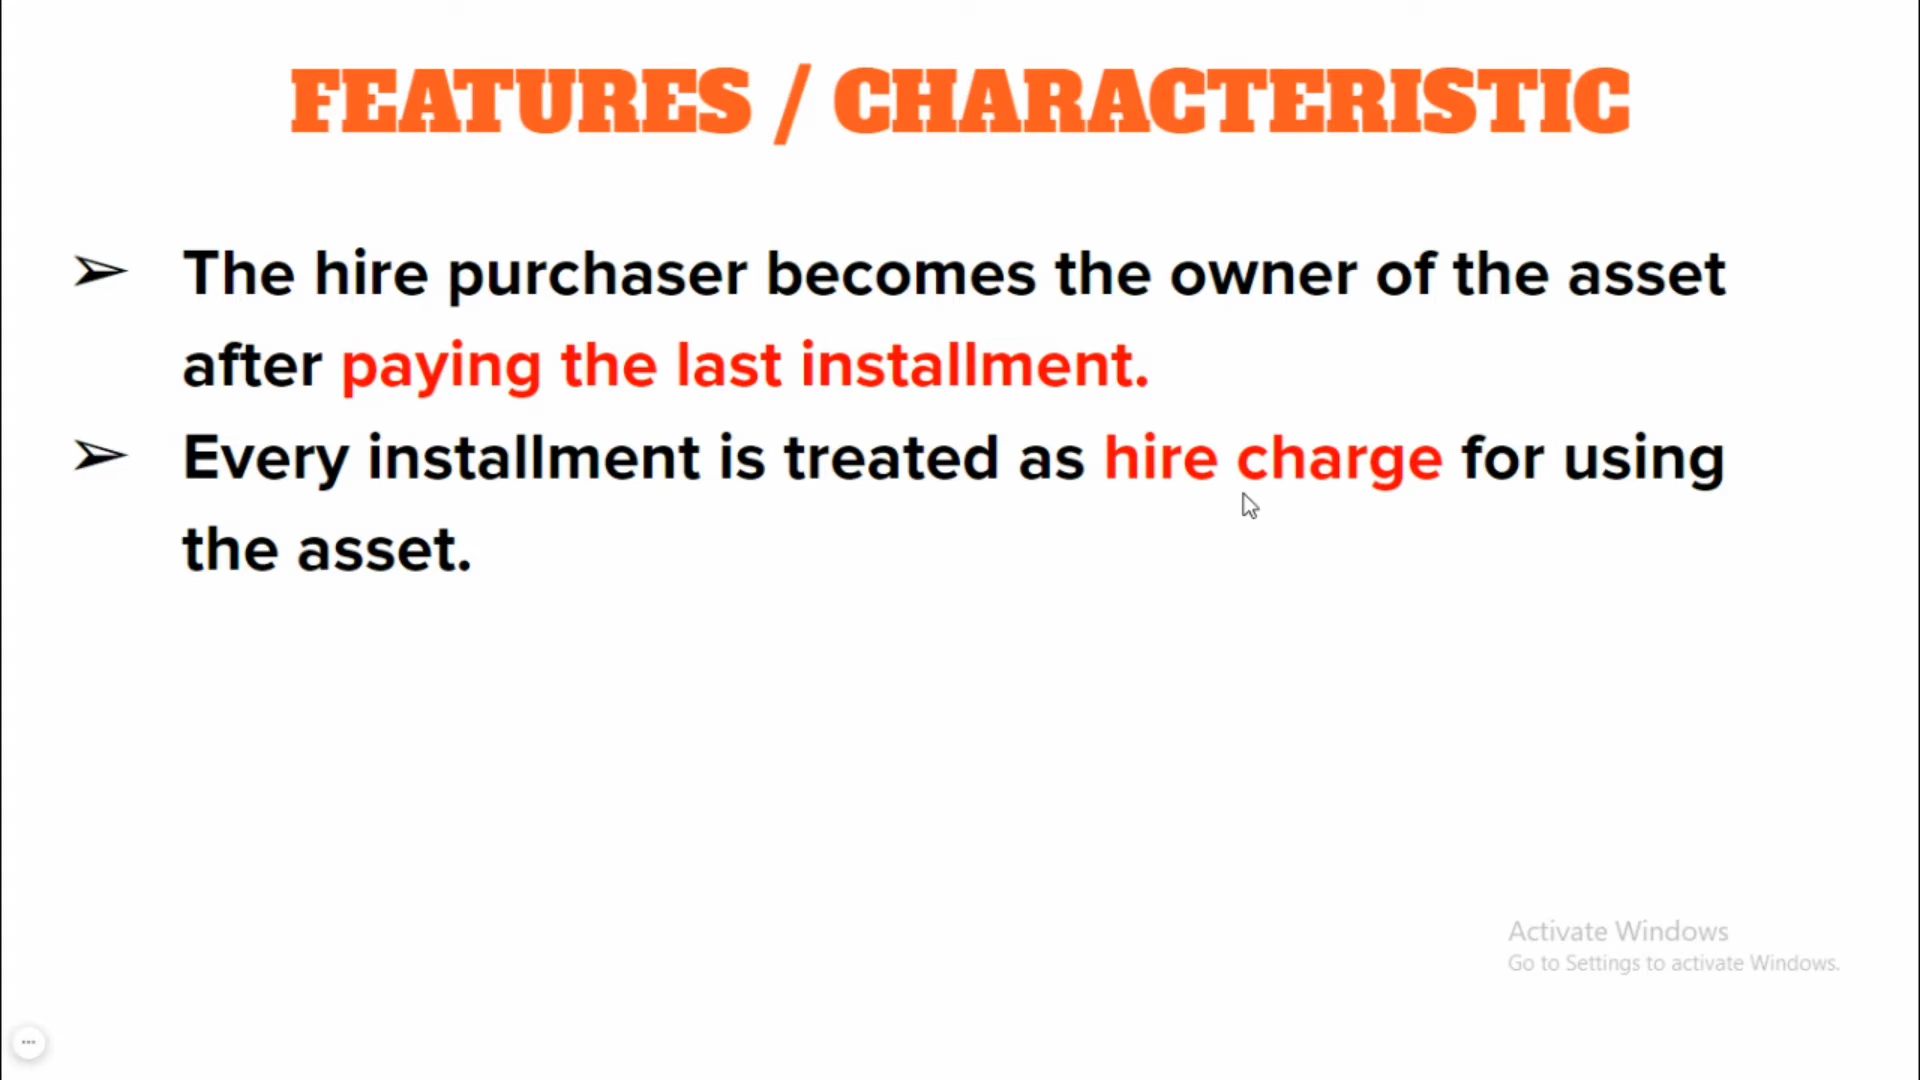 FEATURES / CHARACTERISTIC
➢ The hire purchaser becomes the owner of the asset
after paying the last installment.
➢ Every installment is treated as hire charge for using
the asset.
Activate Windows
Go to Settings to activate Windows.